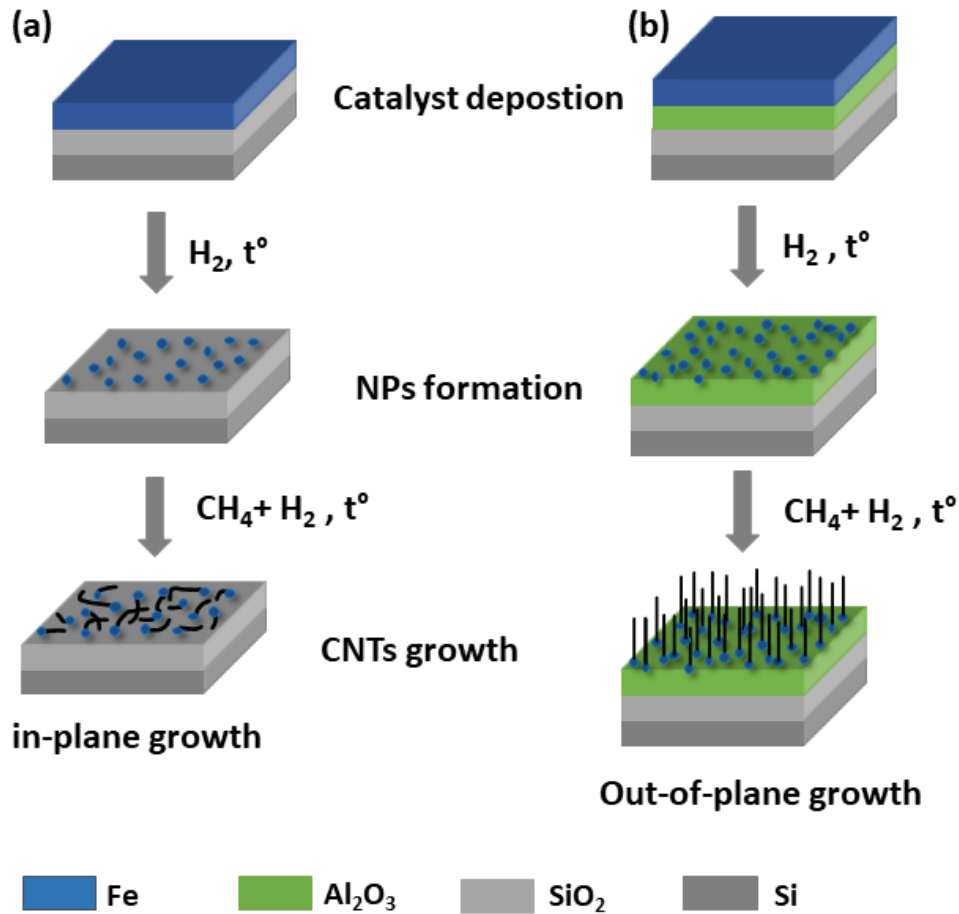 (a)
(b)
Catalyst depostion
H₂, t°
H₂ , t°
NPs formation
CH₄+ H₂ , t°
CH₄+ H₂ , t°
CNTs growth
in-plane growth
Out-of-plane growth
Fe
Al₂O₃
SiO₂
Si